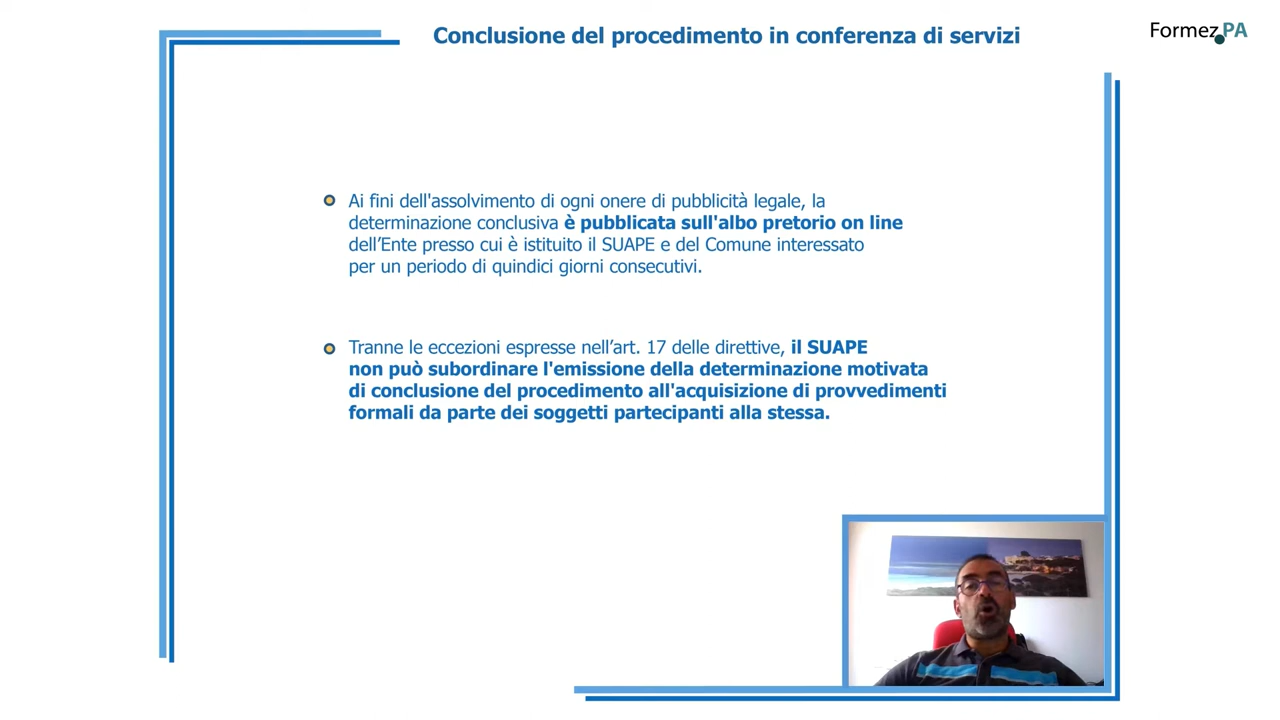 Conclusione del procedimento in conferenza di servizi
Formez.PA
Ai fini dell'assolvimento di ogni onere di pubblicità legale, la
determinazione conclusiva è pubblicata sull'albo pretorio on line
dell’Ente presso cui è istituito il SUAPE e del Comune interessato
per un periodo di quindici giorni consecutivi.
Tranne le eccezioni espresse nell’art. 17 delle direttive, il SUAPE
non può subordinare l'emissione della determinazione motivata
di conclusione del procedimento all'acquisizione di provvedimenti
formali da parte dei soggetti partecipanti alla stessa.